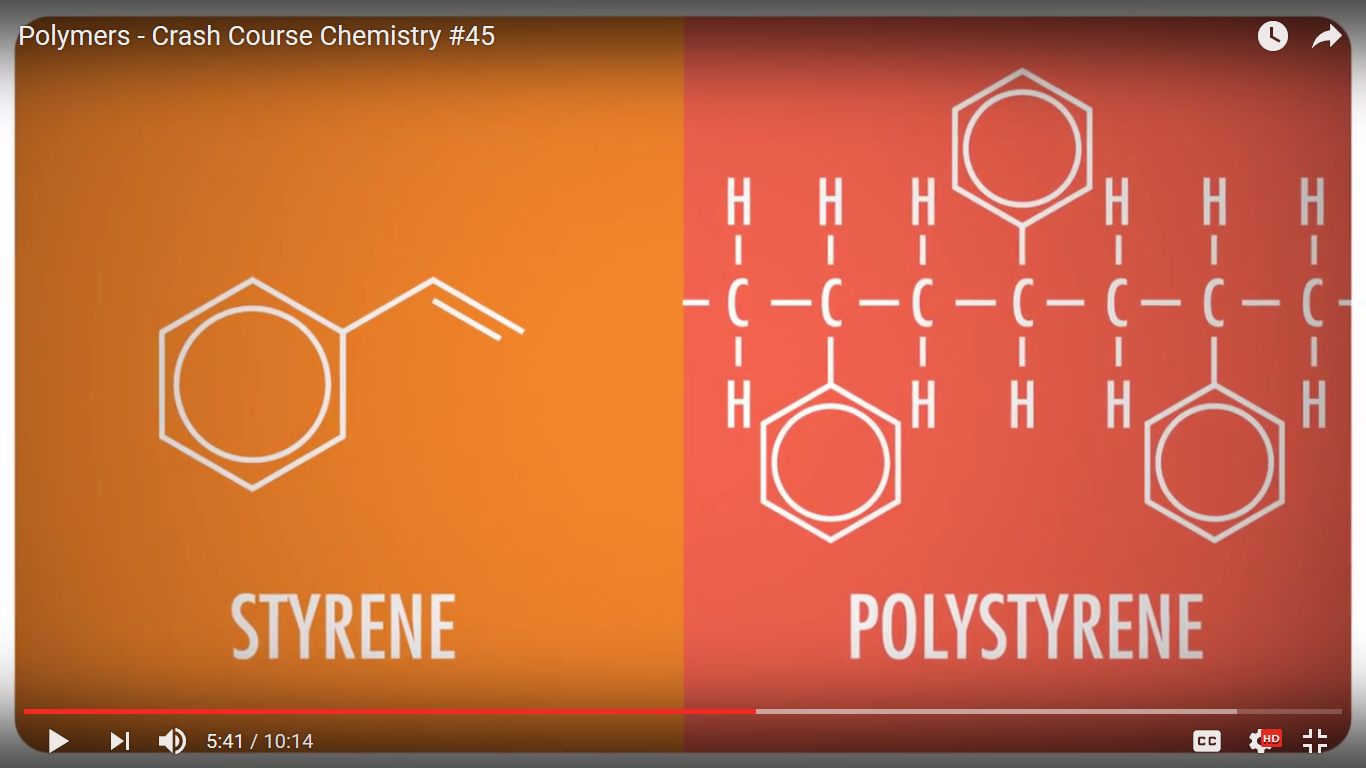 Polymers - Crash Course Chemistry #45
H H H H H H
— C — C — C — C — C — C — C -
H H H H H
STYRENE
POLYSTYRENE
5:41 / 10:14
CC
HD